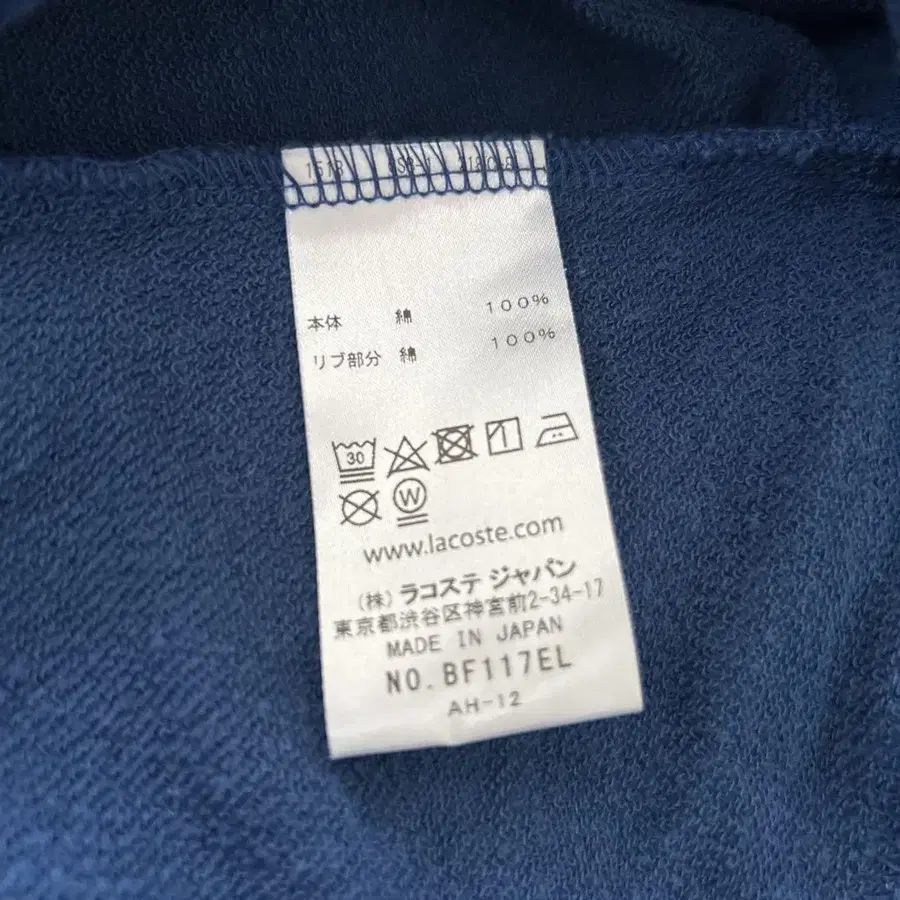 本体 綿 100%
リブ部分 綿 100%
30
W
www.lacoste.com
(株) ラコステ ジャパン
東京都渋谷区神宮前2-34-17
MADE IN JAPAN
NO.BF117EL
AH-12